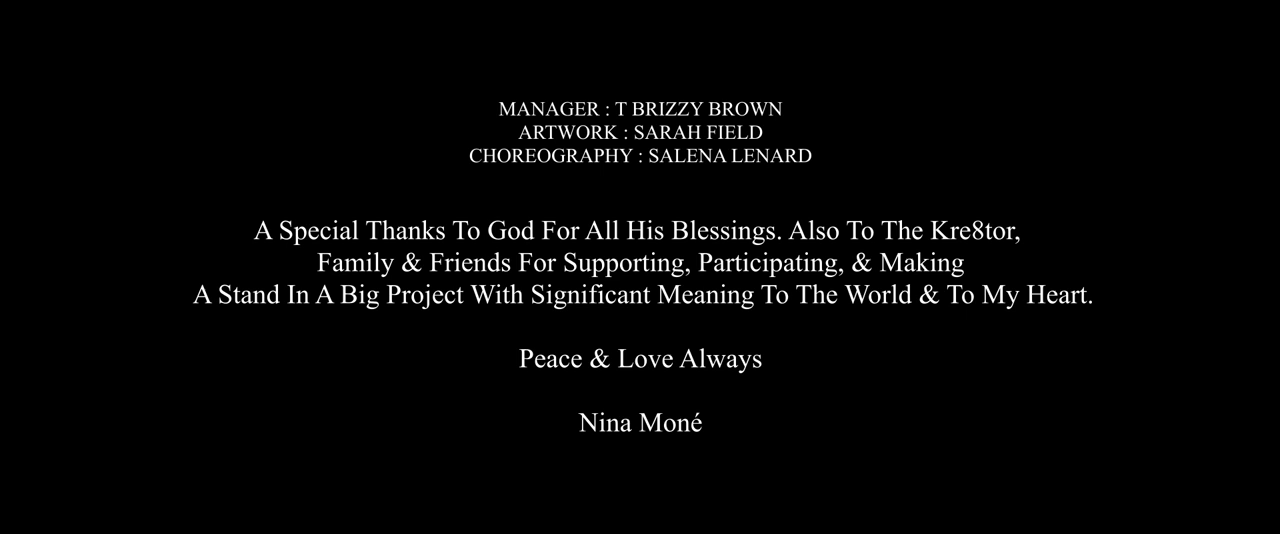 MANAGER : T BRIZZY BROWN
ARTWORK : SARAH FIELD
CHOREOGRAPHY : SALENA LENARD
A Special Thanks To God For All His Blessings. Also To The Kre8tor,
Family & Friends For Supporting, Participating, & Making
A Stand In A Big Project With Significant Meaning To The World & To My Heart.
Peace & Love Always
Nina Moné